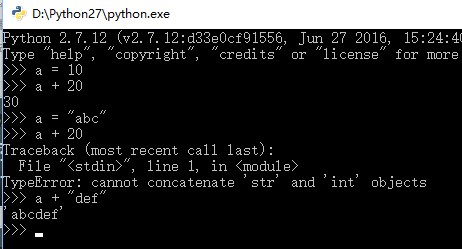 D:\Python27\python.exe
Python 2.7.12 (v2.7.12:d33e0cf91556, Jun 27 2016, 15:24:40
Type "help", "copyright", "credits" or "license" for more
>>> a = 10
>>> a + 20
30
>>> a = "abc"
>>> a + 20
Traceback (most recent call last):
  File "<stdin>", line 1, in <module>
TypeError: cannot concatenate 'str' and 'int' objects
>>> a + "def"
'abcdef'
>>>